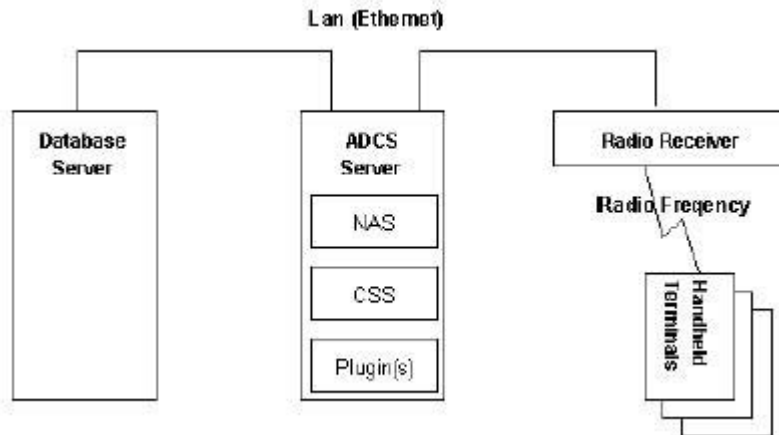 Lan (Ethernet)
Database
Server
ADCS
Server
NAS
CSS
Plugin(s)
Radio Receiver
Radio Freqency
Handheld
Terminals